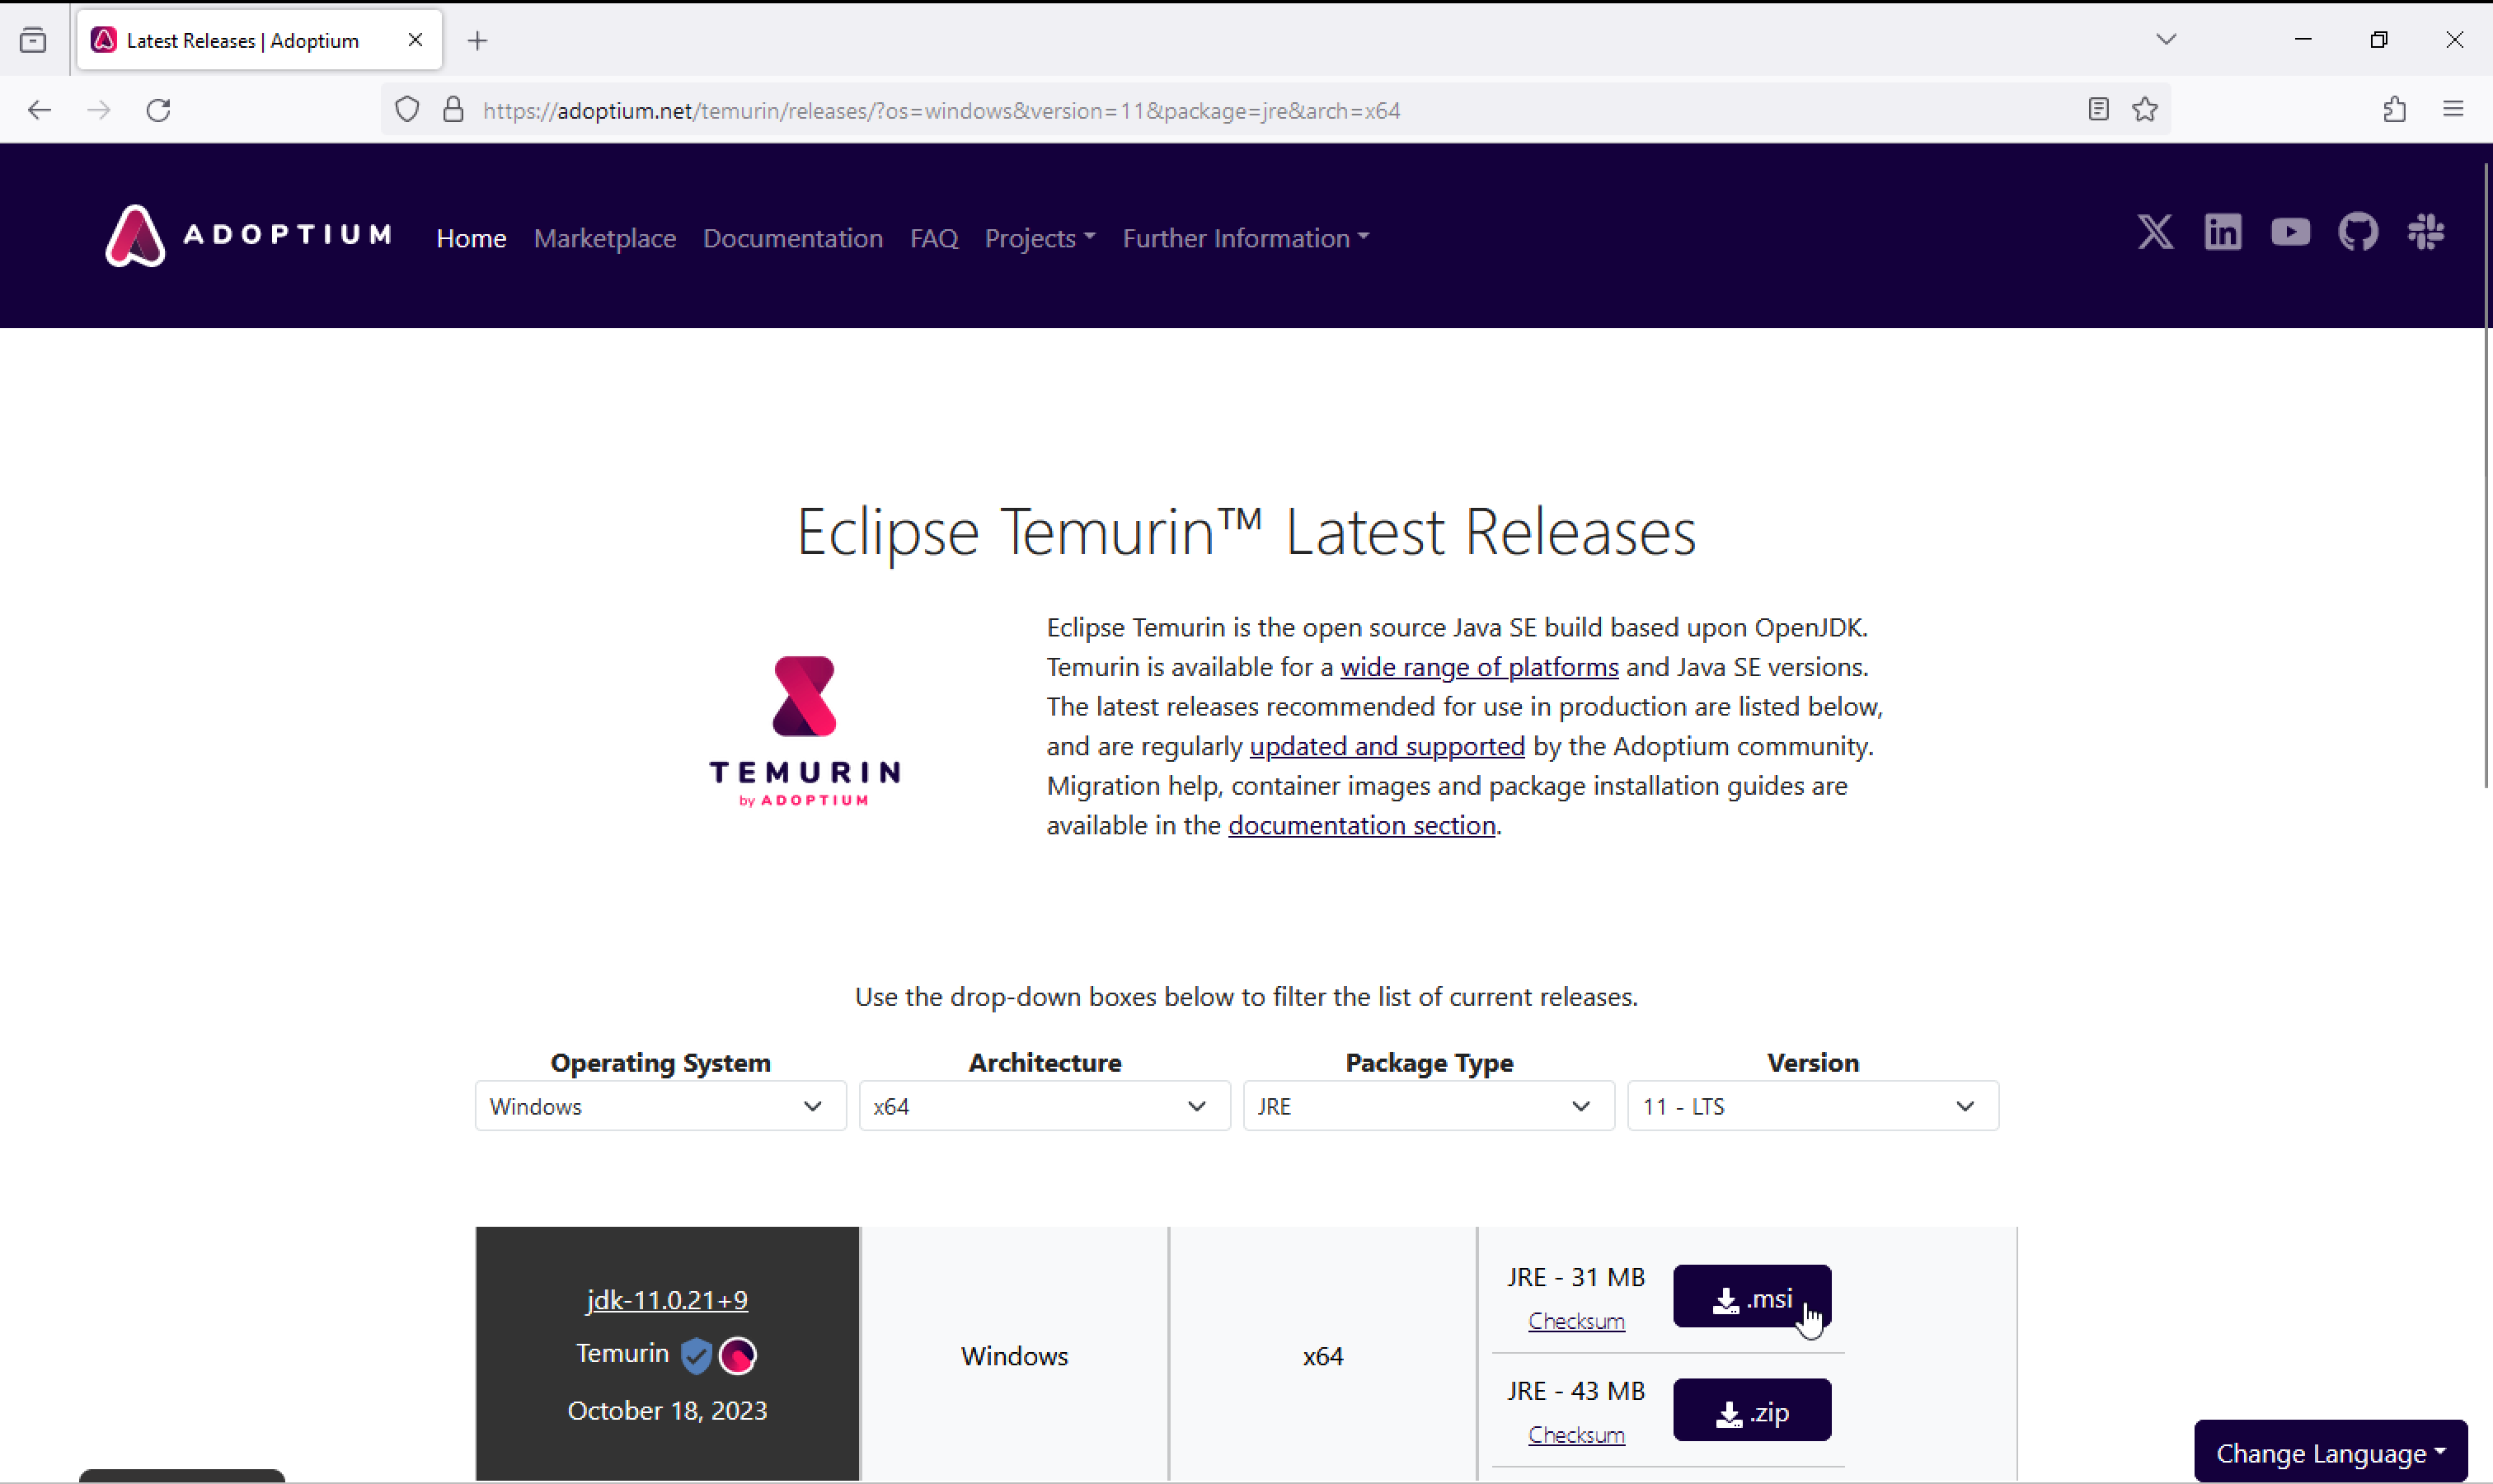 Latest Releases | Adoptium
https://adoptium.net/temurin/releases/?os=windows&version=11&package=jre&arch=x64
ADOPTIUM Home Marketplace Documentation FAQ Projects Further Information
Eclipse Temurin™ Latest Releases
TEMURIN
by ADOPTIUM
Eclipse Temurin is the open source Java SE build based upon OpenJDK.
Temurin is available for a wide range of platforms and Java SE versions.
The latest releases recommended for use in production are listed below,
and are regularly updated and supported by the Adoptium community.
Migration help, container images and package installation guides are
available in the documentation section.
Use the drop-down boxes below to filter the list of current releases.
Operating System Architecture Package Type Version
Windows x64 JRE 11 - LTS
jdk-11.0.21+9
Temurin
October 18, 2023
Windows
x64
JRE - 31 MB .msi
Checksum
JRE - 43 MB .zip
Checksum
Change Language